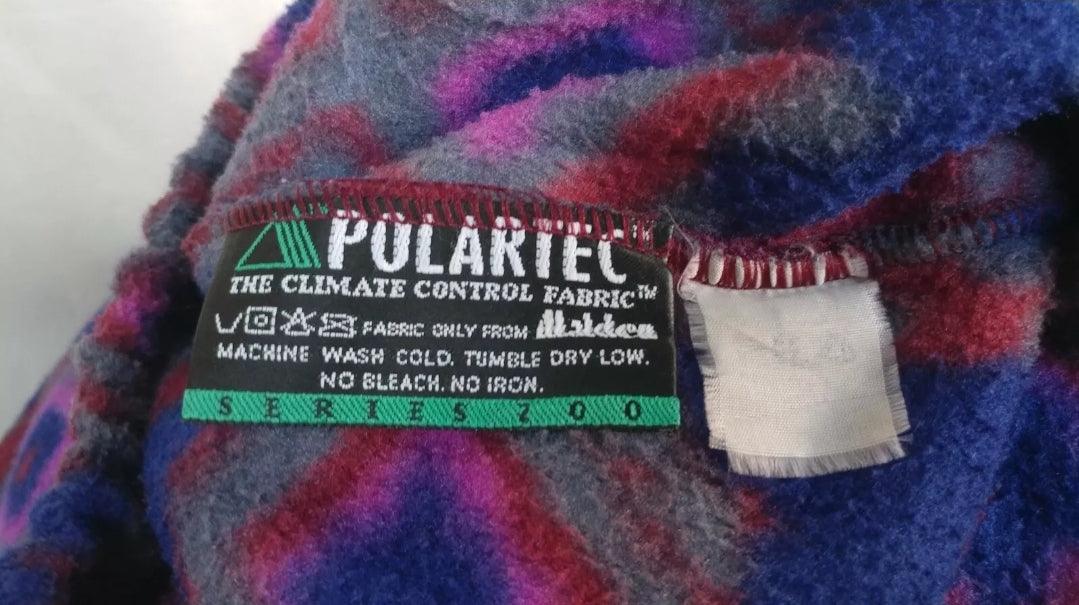 POLARTEC
THE CLIMATE CONTROL FABRIC™
FABRIC ONLY FROM Malden
MACHINE WASH COLD. TUMBLE DRY LOW.
NO BLEACH. NO IRON.
SERIES 200